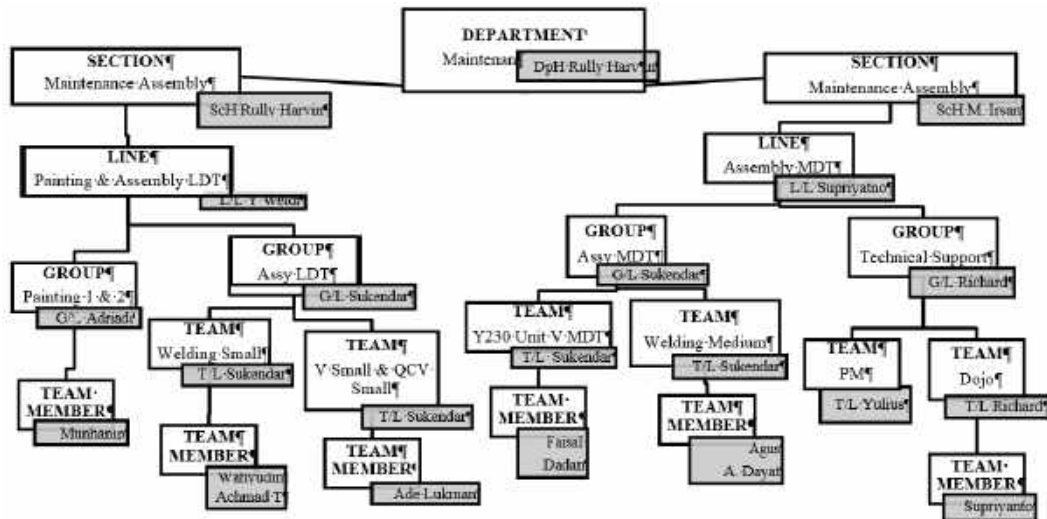 DEPARTMENT
Maintenan
DpH Rully Harvin
SECTION¶
Maintenance·Assembly¶
ScH Rully Harvin¶
SECTION¶
Maintenance·Assembly¶
ScH M. Irsan
LINE¶
Painting·&·Assembly·LDT¶
L/L·Y·
LINE¶
Assembly·MDT¶
L/L Supriyatno¶
GROUP¶
Painting·1·&·2¶
G/L·Adriadi
GROUP¶
Assy·LDT¶
G/L·Sukendar¶
GROUP¶
Assy·MDT¶
G/L·Sukendar¶
GROUP¶
Technical·Support¶
G/L·Richard¶
TEAM¶
Welding·Small¶
T/L·Sukendar¶
TEAM¶
V·Small·&·QCV·
Small¶
T/L·Sukendar¶
TEAM¶
Y230·Unit·V·MDT¶
T/L·Sukendar¶
TEAM¶
Welding·Medium¶
T/L·Sukendar¶
TEAM¶
PM¶
T/L·Yulius¶
TEAM¶
Dojo¶
T/L Richard¶
TEAM·
MEMBER¶
TEAM¶
MEMBER¶
Wahyudin
Achmad·T¶
TEAM¶
MEMBER¶
Ade·Lukman
TEAM·
MEMBER¶
Faisal
Dadan
TEAM¶
MEMBER¶
Agus
A.·Dayat
TEAM·
MEMBER¶
Supriyanto